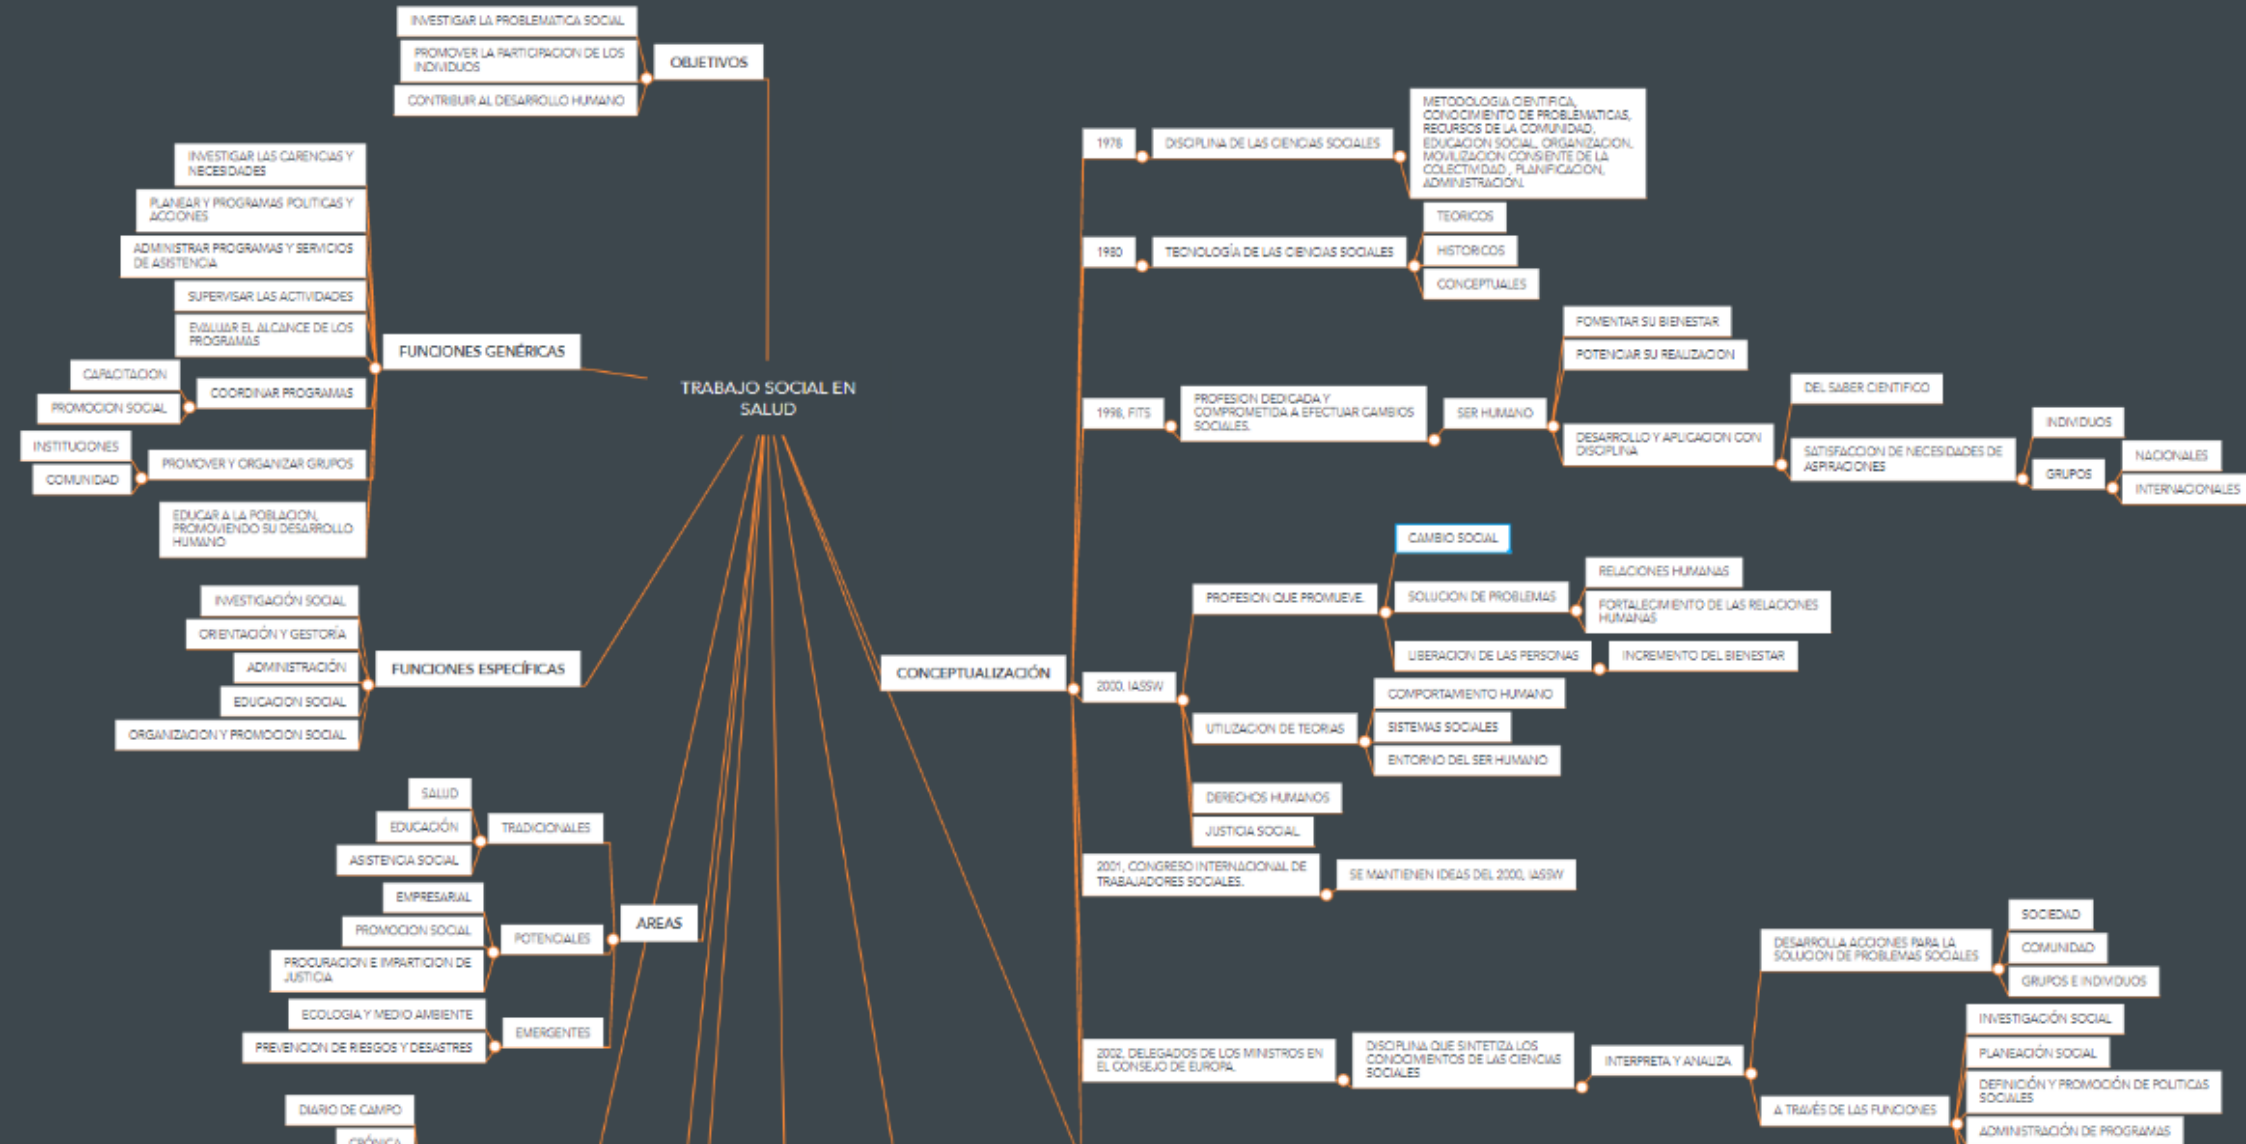 TRABAJO SOCIAL EN
SALUD
OBJETIVOS
INVESTIGAR LA PROBLEMATICA SOCIAL
PROMOVER LA PARTICIPACION DE LOS
INDIVIDUOS
CONTRIBUIR AL DESARROLLO HUMANO
FUNCIONES GENÉRICAS
INVESTIGAR LAS CARENCIAS Y
NECESIDADES
PLANEAR Y PROGRAMAS POLITICAS Y
ACCIONES
ADMINISTRAR PROGRAMAS Y SERVICIOS
DE ASISTENCIA
SUPERVISAR LAS ACTIVIDADES
EVALUAR EL ALCANCE DE LOS
PROGRAMAS
COORDINAR PROGRAMAS
CAPACITACION
PROMOCION SOCIAL
PROMOVER Y ORGANIZAR GRUPOS
INSTITUCIONES
COMUNIDAD
EDUCAR A LA POBLACION,
PROMOVIENDO SU DESARROLLO
HUMANO
FUNCIONES ESPECÍFICAS
INVESTIGACIÓN SOCIAL
ORIENTACIÓN Y GESTORÍA
ADMINISTRACIÓN
EDUCACION SOCIAL
ORGANIZACION Y PROMOCION SOCIAL
AREAS
TRADICIONALES
SALUD
EDUCACIÓN
ASISTENCIA SOCIAL
POTENCIALES
EMPRESARIAL
PROMOCION SOCIAL
PROCURACION E IMPARTICION DE
JUSTICIA
EMERGENTES
ECOLOGIA Y MEDIO AMBIENTE
PREVENCION DE RIESGOS Y DESASTRES
DIARIO DE CAMPO
CRÓNICA
CONCEPTUALIZACIÓN
1978
DISCIPLINA DE LAS CIENCIAS SOCIALES
METODOLOGIA CIENTIFICA,
CONOCIMIENTO DE PROBLEMATICAS,
RECURSOS DE LA COMUNIDAD,
EDUCACION SOCIAL, ORGANIZACION,
MOVILIZACION CONSIENTE DE LA
COLECTIVIDAD , PLANIFICACION,
ADMINISTRACION.
1980
TECNOLOGÍA DE LAS CIENCIAS SOCIALES
TEORICOS
HISTORICOS
CONCEPTUALES
1998, FITS
PROFESION DEDICADA Y
COMPROMETIDA A EFECTUAR CAMBIOS
SOCIALES.
SER HUMANO
FOMENTAR SU BIENESTAR
POTENCIAR SU REALIZACION
DESARROLLO Y APLICACION CON
DISCIPLINA
DEL SABER CIENTIFICO
SATISFACCION DE NECESIDADES DE
ASPIRACIONES
INDIVIDUOS
GRUPOS
NACIONALES
INTERNACIONALES
2000, IASSW
PROFESION QUE PROMUEVE.
CAMBIO SOCIAL
SOLUCION DE PROBLEMAS
RELACIONES HUMANAS
FORTALECIMIENTO DE LAS RELACIONES
HUMANAS
LIBERACION DE LAS PERSONAS
INCREMENTO DEL BIENESTAR
UTILIZACION DE TEORIAS
COMPORTAMIENTO HUMANO
SISTEMAS SOCIALES
ENTORNO DEL SER HUMANO
DERECHOS HUMANOS
JUSTICIA SOCIAL
2001, CONGRESO INTERNACIONAL DE
TRABAJADORES SOCIALES.
SE MANTIENEN IDEAS DEL 2000, IASSW
2002, DELEGADOS DE LOS MINISTROS EN
EL CONSEJO DE EUROPA.
DISCIPLINA QUE SINTETIZA LOS
CONOCIMIENTOS DE LAS CIENCIAS
SOCIALES
INTERPRETA Y ANALIZA
DESARROLLA ACCIONES PARA LA
SOLUCION DE PROBLEMAS SOCIALES
SOCIEDAD
COMUNIDAD
GRUPOS E INDIVIDUOS
A TRAVÉS DE LAS FUNCIONES
INVESTIGACIÓN SOCIAL
PLANEACIÓN SOCIAL
DEFINICIÓN Y PROMOCIÓN DE POLITICAS
SOCIALES
ADMINISTRACIÓN DE PROGRAMAS